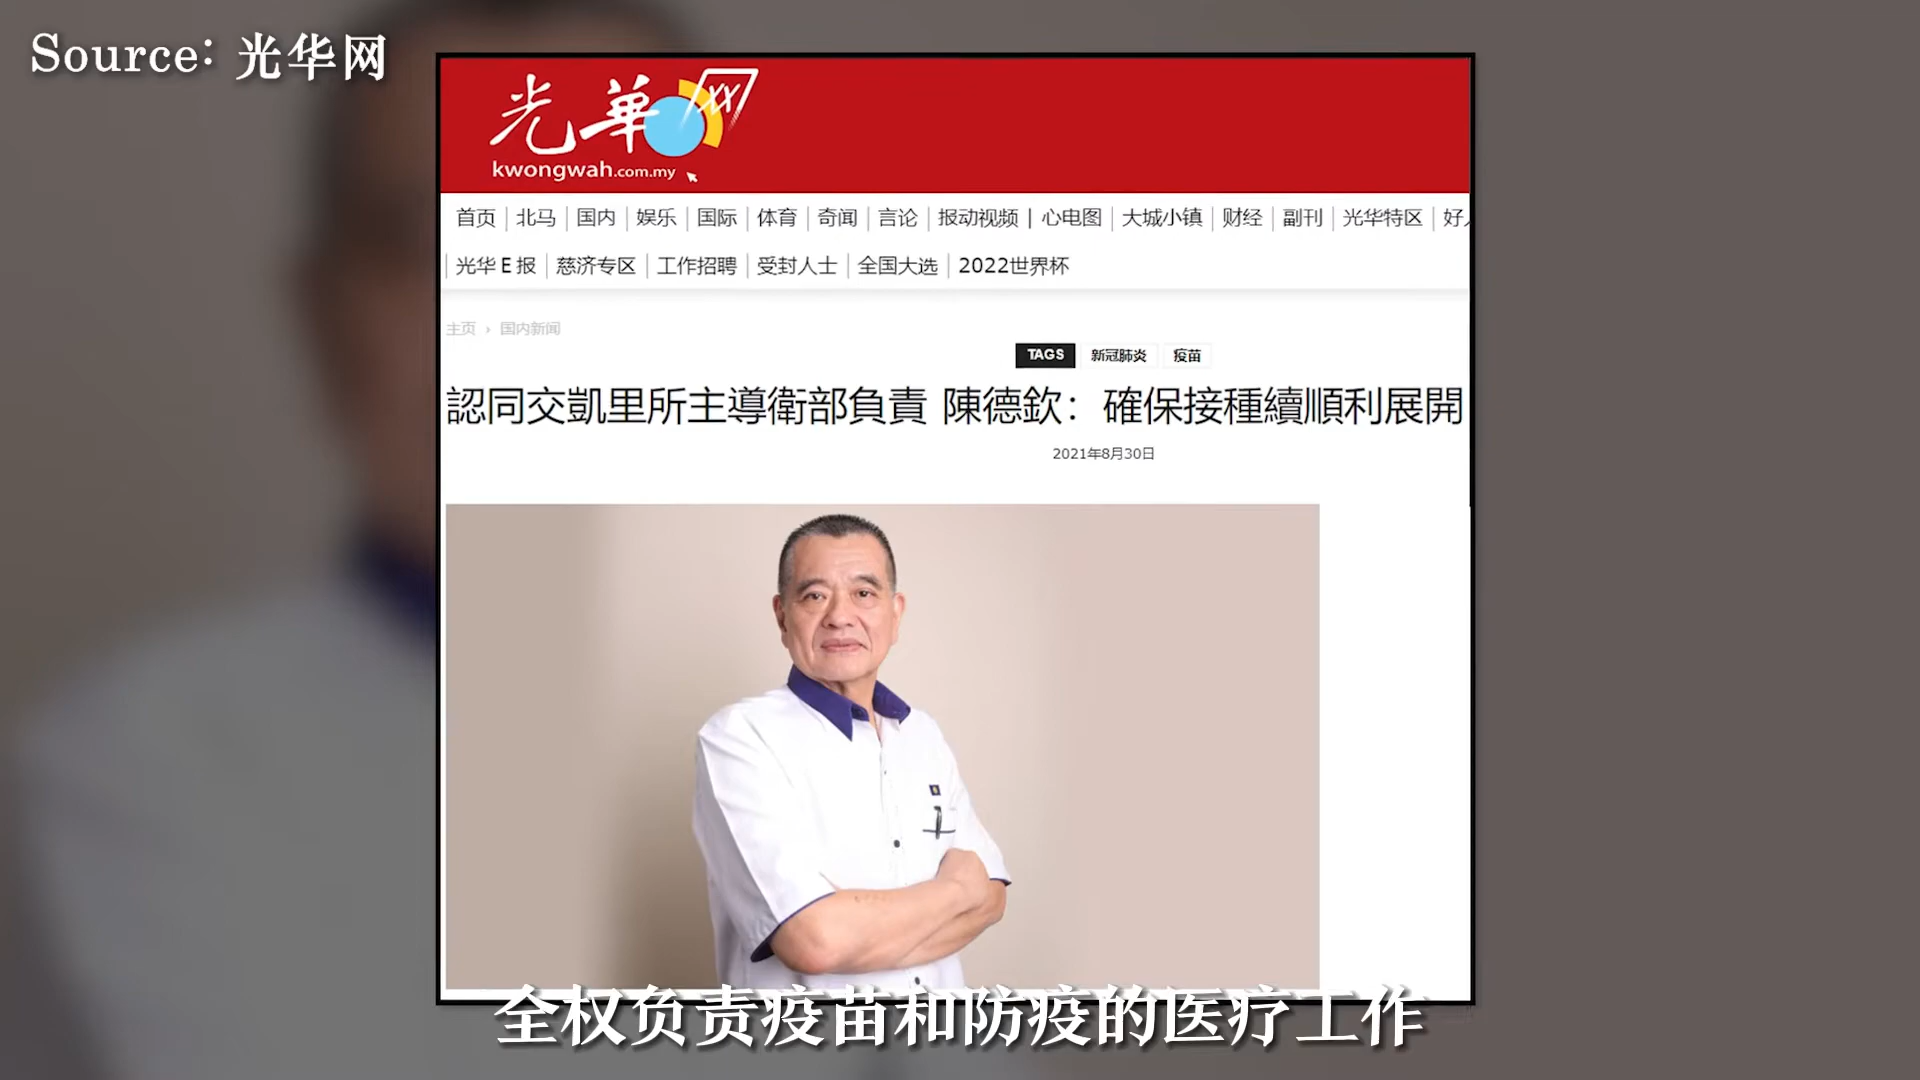 Source: 光华网
光華网
kwongwah.com.my
首页 | 北马 | 国内 | 娱乐 | 国际 | 体育 | 奇闻 | 言论 | 报动视频 | 心电图 | 大城小镇 | 财经 | 副刊 | 光华特区 | 好人
光华 E 报 | 慈济专区 | 工作招聘 | 受封人士 | 全国大选 | 2022世界杯
主页 › 国内新闻
TAGS 新冠肺炎 疫苗
認同交凱里所主導衛部負責 陳德欽：確保接種續順利展開
2021年8月30日
全权负责疫苗和防疫的医疗工作